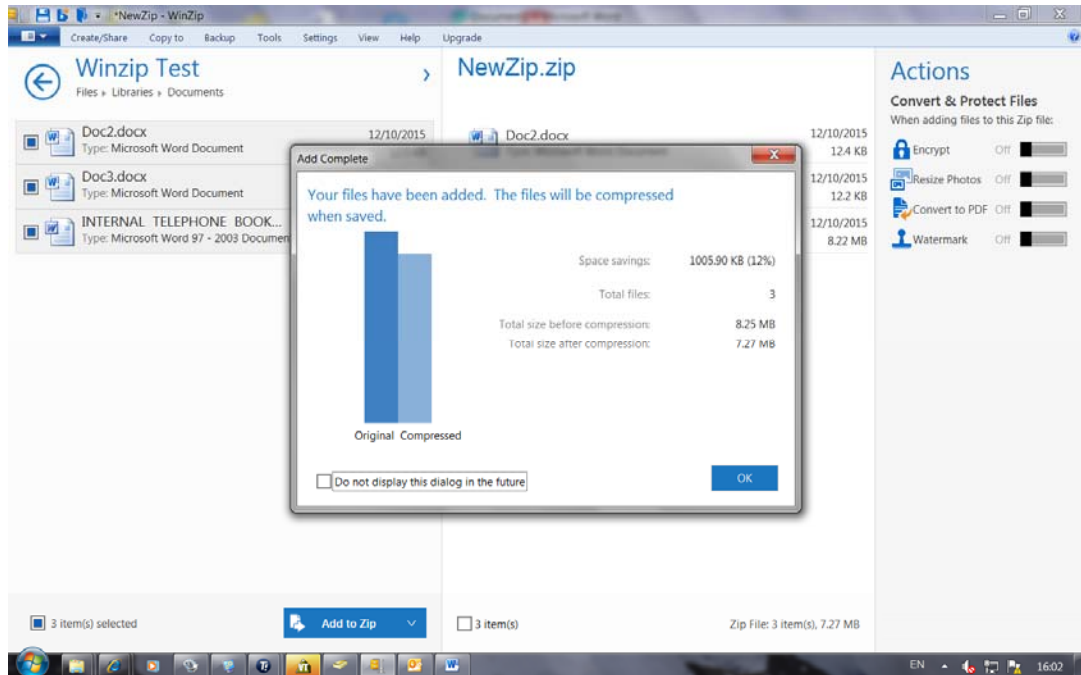 *NewZip - WinZip
Create/Share Copy to Backup Tools Settings View Help Upgrade
Winzip Test
Files ▸ Libraries ▸ Documents
Doc2.docx 12/10/2015
Type: Microsoft Word Document
Doc3.docx
Type: Microsoft Word Document
INTERNAL TELEPHONE BOOK...
Type: Microsoft Word 97 - 2003 Documen
3 item(s) selected
Add to Zip
NewZip.zip
Doc2.docx 12/10/2015
12.4 KB
12/10/2015
12.2 KB
12/10/2015
8.22 MB
3 item(s)
Zip File: 3 item(s), 7.27 MB
Add Complete
Your files have been added. The files will be compressed
when saved.
Space savings: 1005.90 KB (12%)
Total files: 3
Total size before compression: 8.25 MB
Total size after compression: 7.27 MB
Original Compressed
Do not display this dialog in the future
OK
Actions
Convert & Protect Files
When adding files to this Zip file:
Encrypt Off
Resize Photos Off
Convert to PDF Off
Watermark Off
EN 16:02